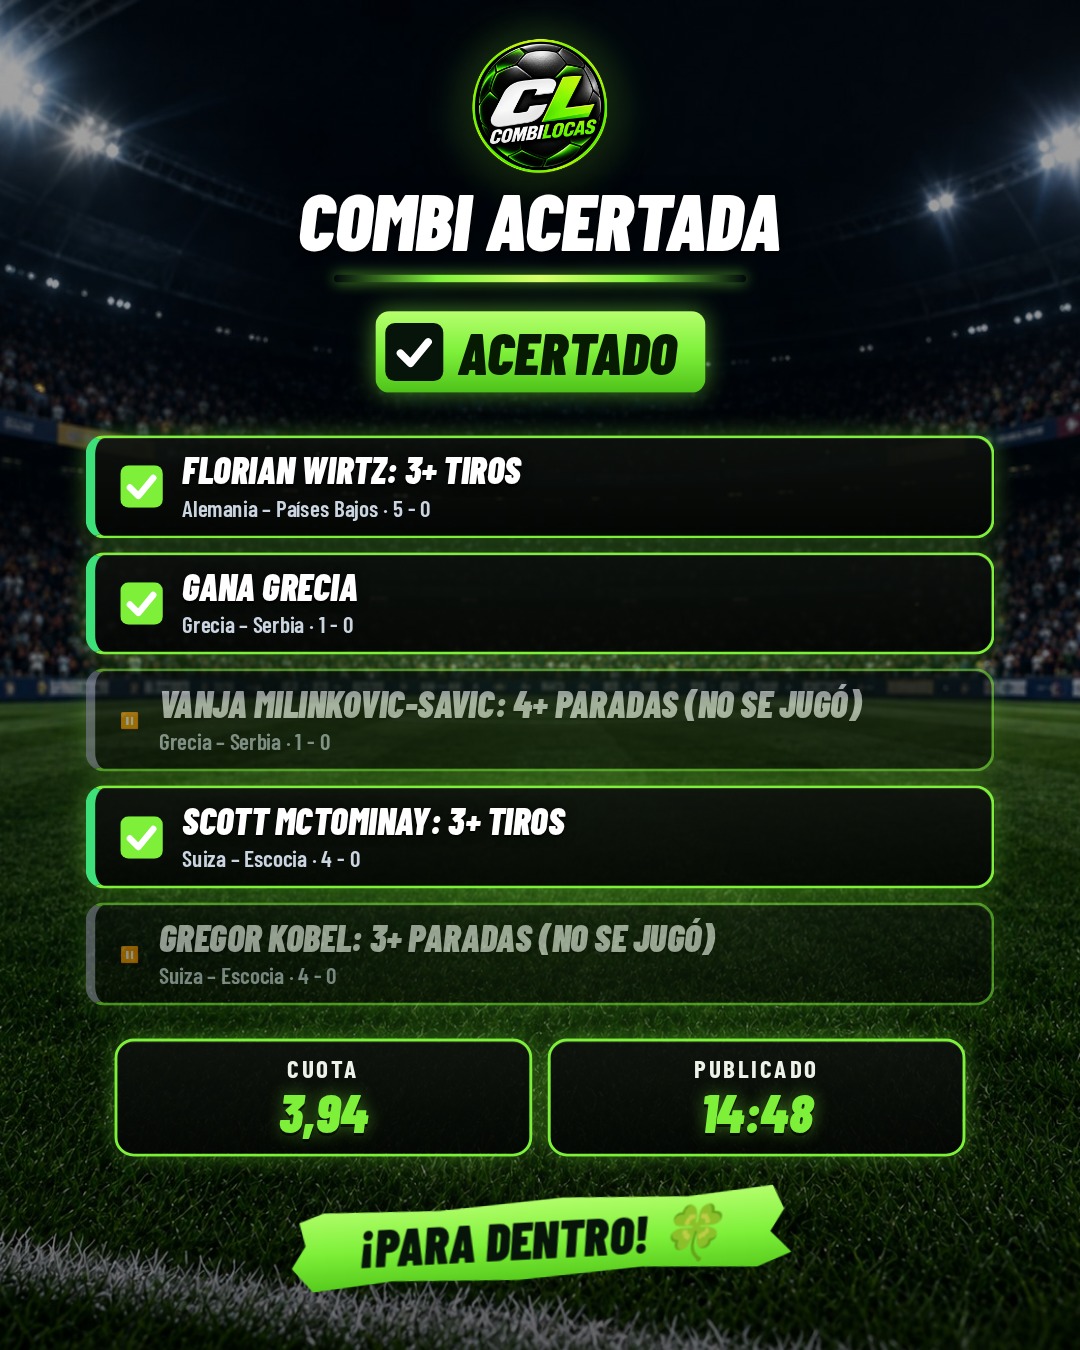 CL
COMBILOCAS
COMBI ACERTADA
ACERTADO
FLORIAN WIRTZ: 3+ TIROS
Alemania – Países Bajos · 5 - 0
GANA GRECIA
Grecia – Serbia · 1 - 0
VANJA MILINKOVIC-SAVIC: 4+ PARADAS (NO SE JUGÓ)
Grecia – Serbia · 1 - 0
SCOTT MCTOMINAY: 3+ TIROS
Suiza – Escocia · 4 - 0
GREGOR KOBEL: 3+ PARADAS (NO SE JUGÓ)
Suiza – Escocia · 4 - 0
CUOTA
3,94
PUBLICADO
14:48
¡PARA DENTRO!